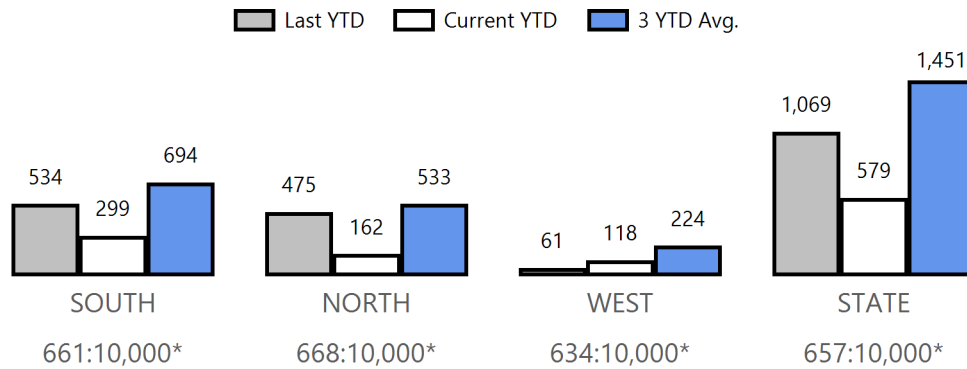 Last YTD Current YTD 3 YTD Avg.
534 299 694
475 162 533
61 118 224
1,069 579 1,451
SOUTH NORTH WEST STATE
661:10,000* 668:10,000* 634:10,000* 657:10,000*